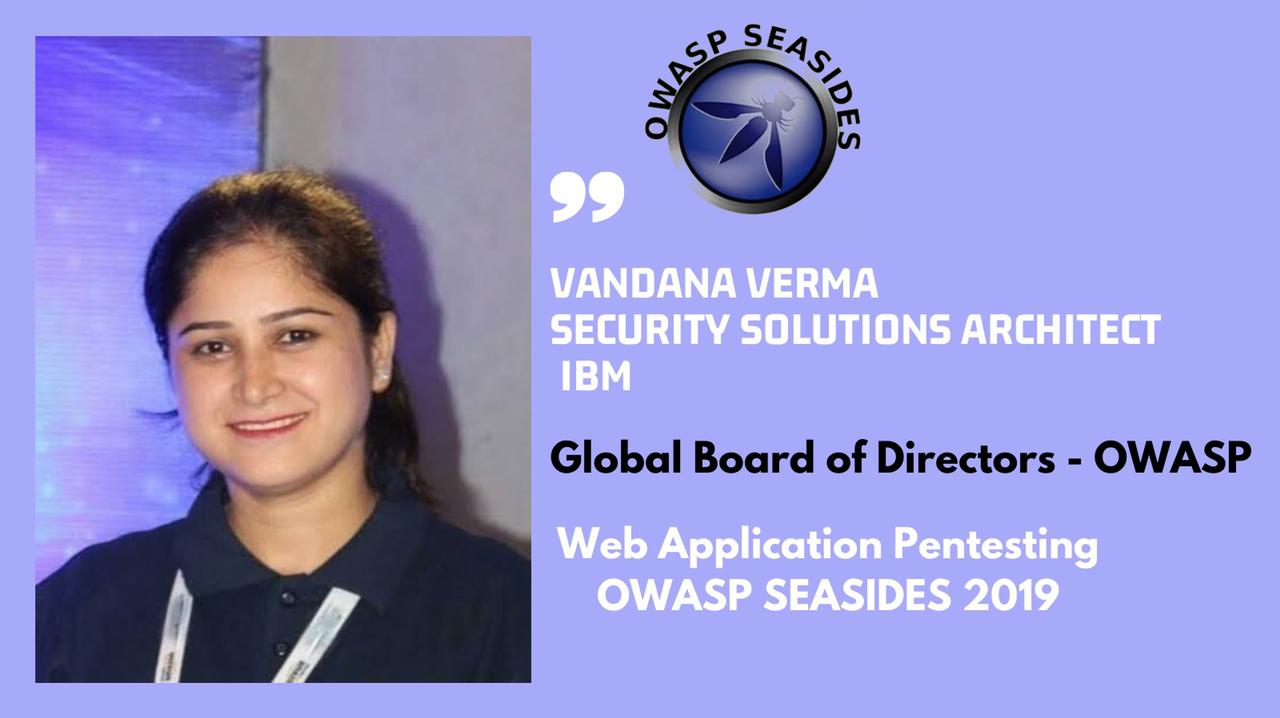 OWASP SEASIDES
VANDANA VERMA
SECURITY SOLUTIONS ARCHITECT
IBM
Global Board of Directors - OWASP
Web Application Pentesting
OWASP SEASIDES 2019